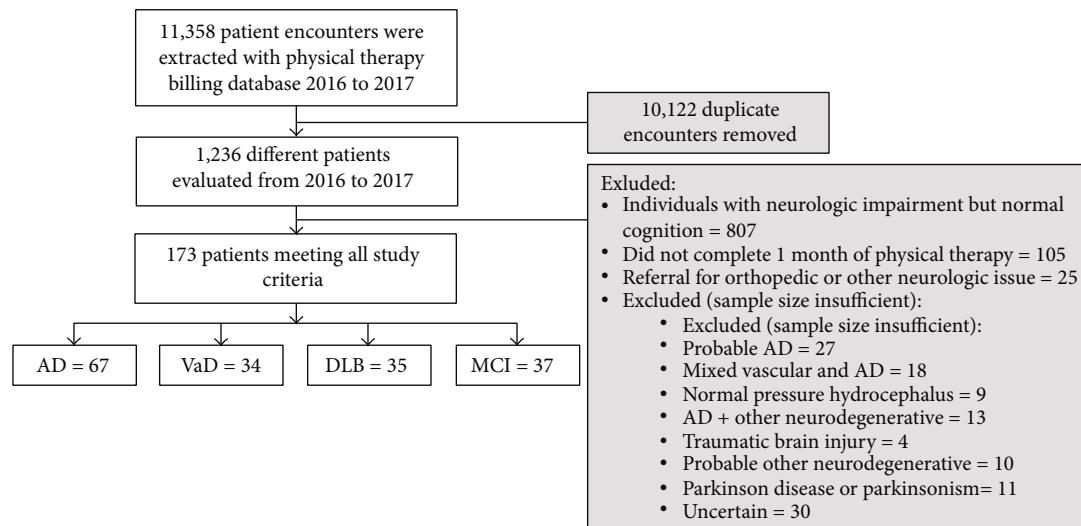 11,358 patient encounters were
extracted with physical therapy
billing database 2016 to 2017
10,122 duplicate
encounters removed
1,236 different patients
evaluated from 2016 to 2017
Exluded:
• Individuals with neurologic impairment but normal
cognition = 807
• Did not complete 1 month of physical therapy = 105
• Referral for orthopedic or other neurologic issue = 25
• Excluded (sample size insufficient):
• Excluded (sample size insufficient):
• Probable AD = 27
• Mixed vascular and AD = 18
• Normal pressure hydrocephalus = 9
• AD + other neurodegenerative = 13
• Traumatic brain injury = 4
• Probable other neurodegenerative = 10
• Parkinson disease or parkinsonism= 11
• Uncertain = 30
173 patients meeting all study
criteria
AD = 67
VaD = 34
DLB = 35
MCI = 37